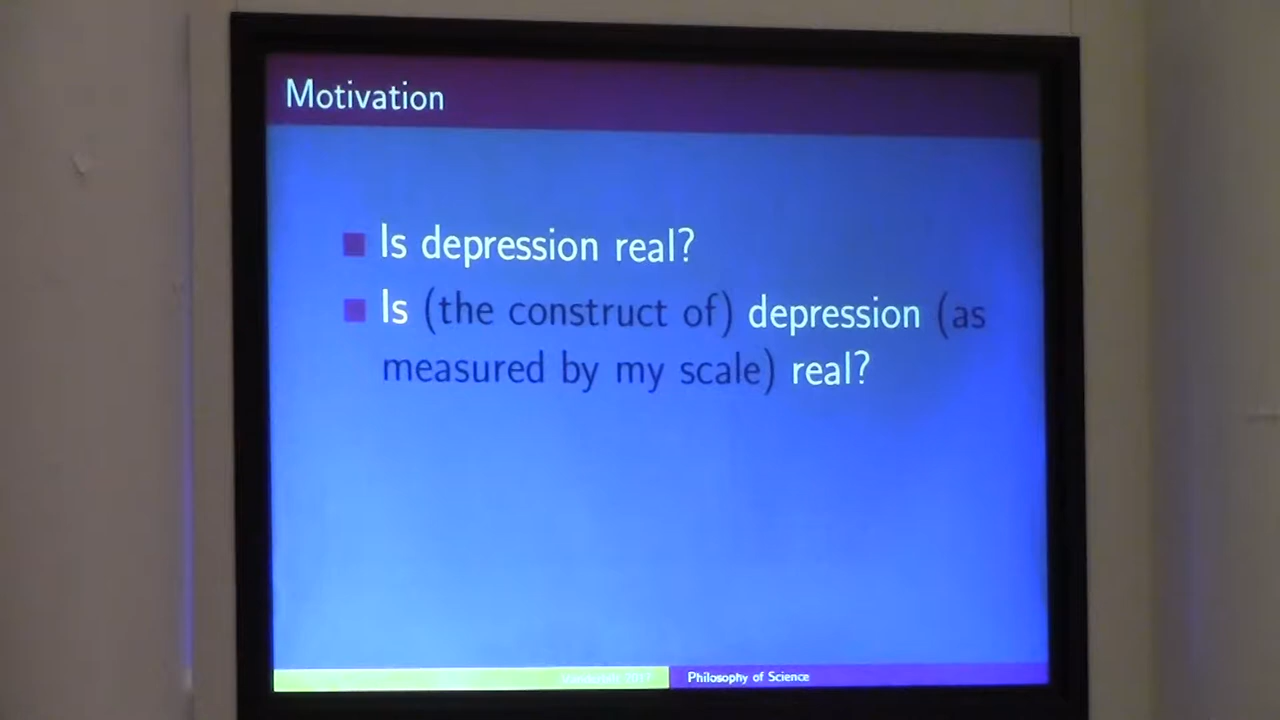 Motivation
Is depression real?
Is (the construct of) depression (as
measured by my scale) real?
Philosophy of Science